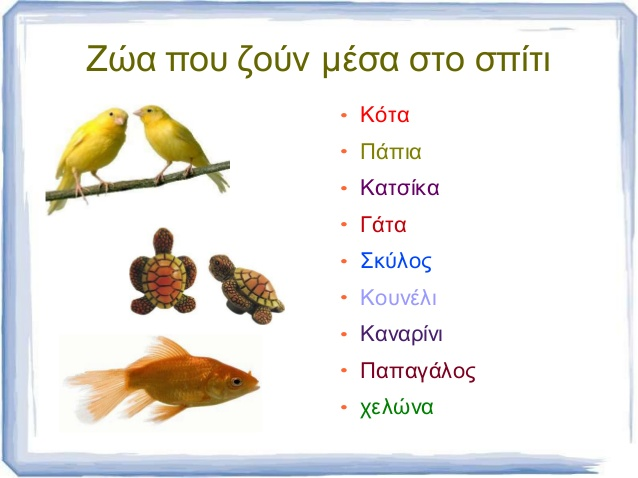 Ζώα που ζούν μέσα στο σπίτι
• Κότα
• Πάπια
• Κατσίκα
• Γάτα
• Σκύλος
• Κουνέλι
• Καναρίνι
• Παπαγάλος
• χελώνα